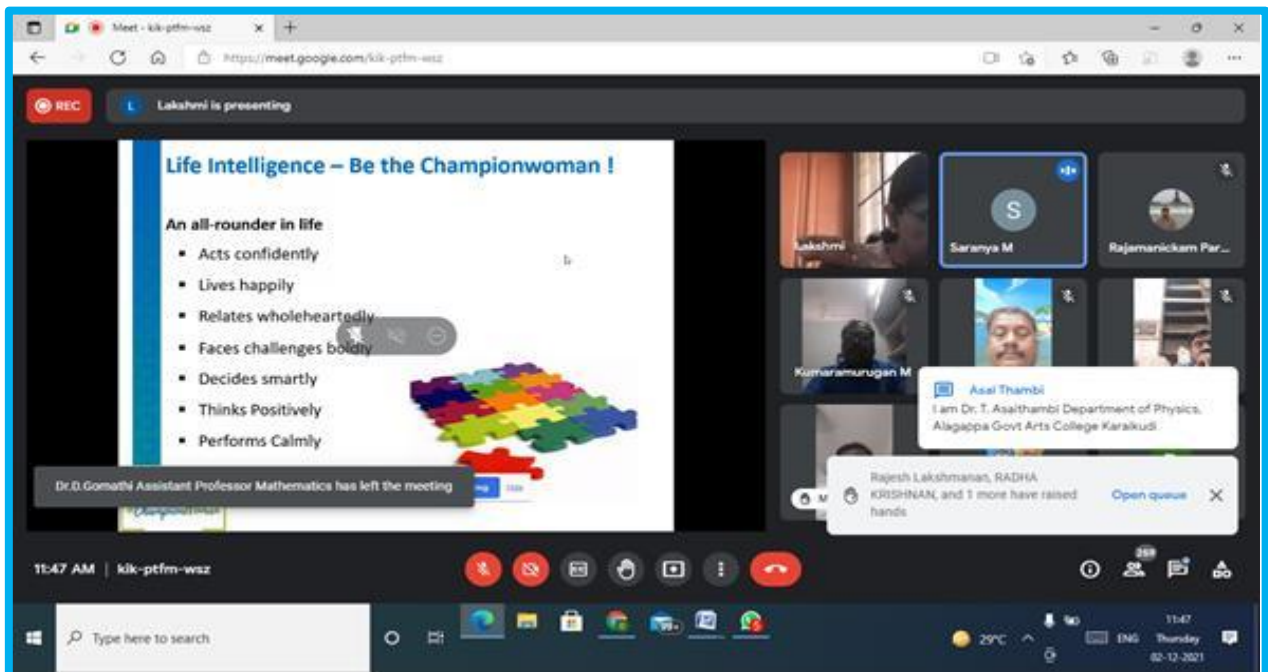 Meet - kik-ptfm-wsz
https://meet.google.com/kik-ptfm-wsz
REC
L
Lakshmi is presenting
Life Intelligence – Be the Championwoman !
An all-rounder in life
Acts confidently
Lives happily
Relates wholeheartedly
Faces challenges boldly
Decides smartly
Thinks Positively
Performs Calmly
Dr.D.Gomathi Assistant Professor Mathematics has left the meeting
Lakshmi
S
Saranya M
Rajamanickam Par...
Kumaramurugan M
Asai Thambi
I am Dr. T. Asaithambi Department of Physics,
Alagappa Govt Arts College Karaikudi
M
Rajesh Lakshmanan, RADHA
KRISHNAN, and 1 more have raised
hands
Open queue
11:47 AM | kik-ptfm-wsz
259
Type here to search
99+
29°C
ENG
11:47
Thursday
02-12-2021